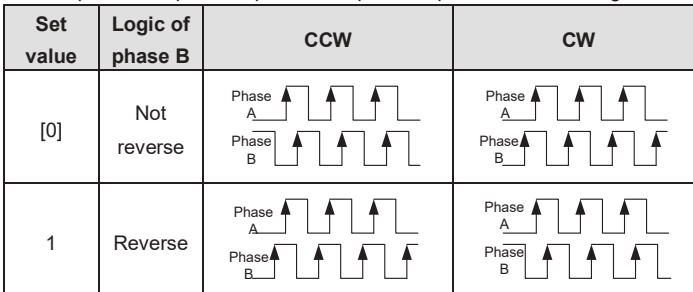 Set value
Logic of phase B
CCW
CW
[0]
Not reverse
Phase A
Phase B
Phase A
Phase B
1
Reverse
Phase A
Phase B
Phase A
Phase B